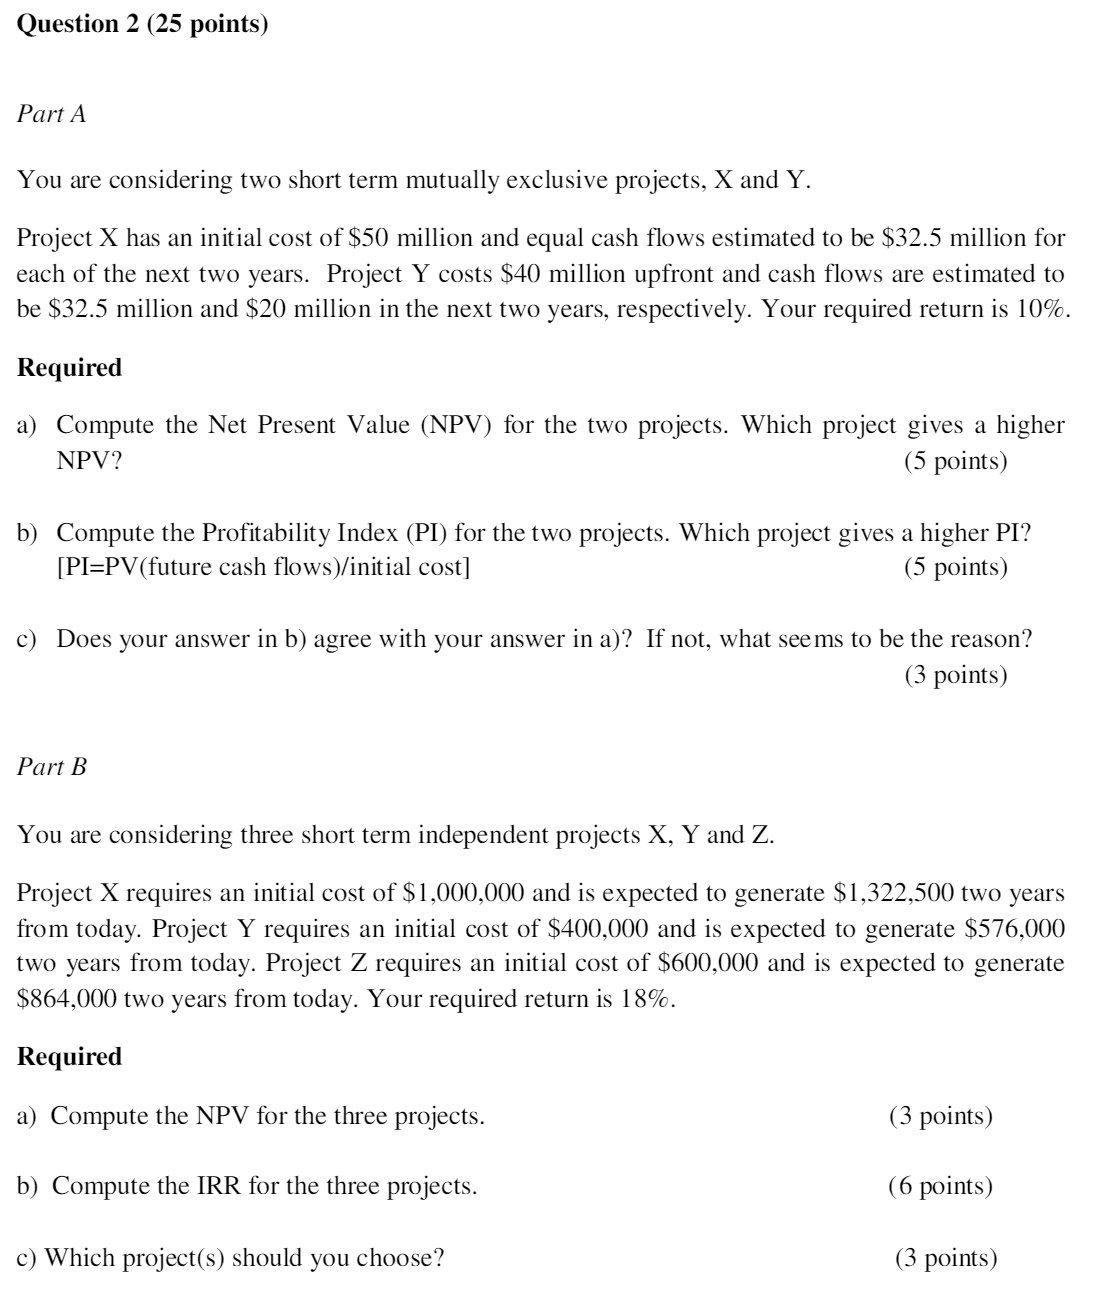 Question 2 (25 points)
Part A
You are considering two short term mutually exclusive projects, X and Y.
Project X has an initial cost of $50 million and equal cash flows estimated to be $32.5 million for
each of the next two years.  Project Y costs $40 million upfront and cash flows are estimated to
be $32.5 million and $20 million in the next two years, respectively. Your required return is 10%.
Required
a) Compute the Net Present Value (NPV) for the two projects. Which project gives a higher
NPV? (5 points)
b) Compute the Profitability Index (PI) for the two projects. Which project gives a higher PI?
[PI=PV(future cash flows)/initial cost] (5 points)
c) Does your answer in b) agree with your answer in a)?  If not, what seems to be the reason?
(3 points)
Part B
You are considering three short term independent projects X, Y and Z.
Project X requires an initial cost of $1,000,000 and is expected to generate $1,322,500 two years
from today. Project Y requires an initial cost of $400,000 and is expected to generate $576,000
two years from today. Project Z requires an initial cost of $600,000 and is expected to generate
$864,000 two years from today. Your required return is 18%.
Required
a) Compute the NPV for the three projects. (3 points)
b) Compute the IRR for the three projects. (6 points)
c) Which project(s) should you choose? (3 points)